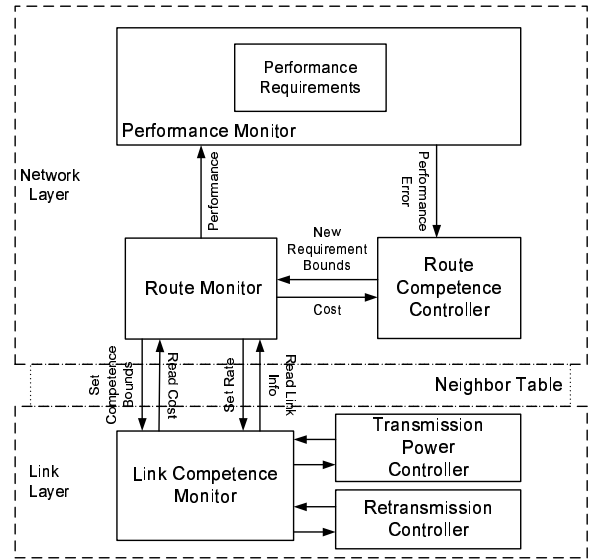 Performance
Requirements
Performance Monitor
Network
Layer
Performance
Performance
Error
New
Requirement
Bounds
Route Monitor
Cost
Route
Competence
Controller
Set
Competence
Bounds
Read Cost
Set Rate
Read Link
Info
Neighbor Table
Link
Layer
Link Competence
Monitor
Transmission
Power
Controller
Retransmission
Controller